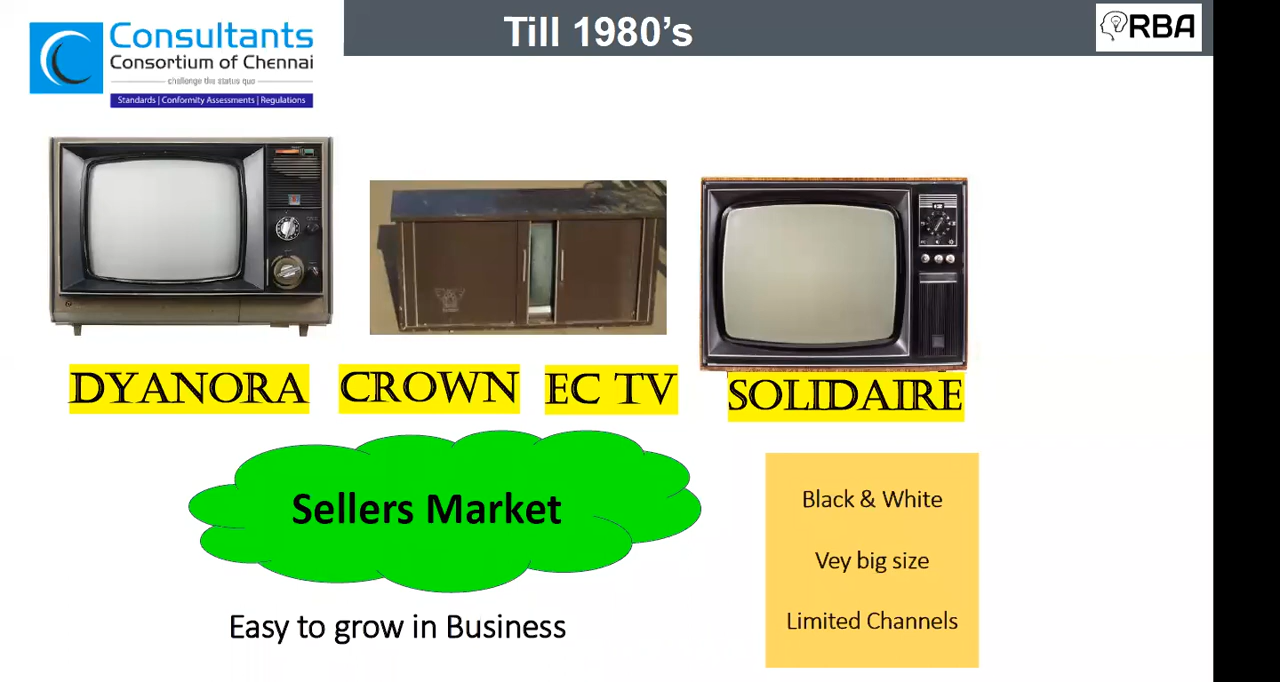 Consultants
Consortium of Chennai
challenge the status quo
Standards | Conformity Assessments | Regulations
Till 1980’s
RBA
DYANORA
CROWN
EC TV
SOLIDAIRE
Sellers Market
Easy to grow in Business
Black & White
Vey big size
Limited Channels